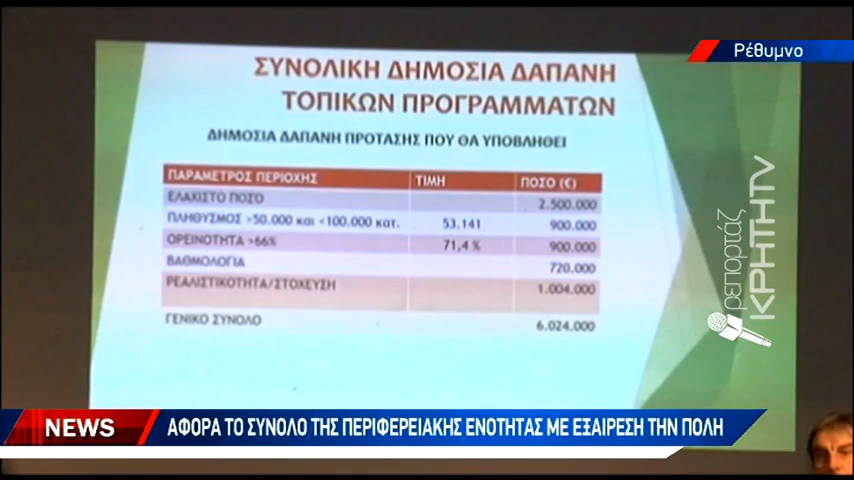 Ρέθυμνο
ΣΥΝΟΛΙΚΗ ΔΗΜΟΣΙΑ ΔΑΠΑΝΗ
ΤΟΠΙΚΩΝ ΠΡΟΓΡΑΜΜΑΤΩΝ
ΔΗΜΟΣΙΑ ΔΑΠΑΝΗ ΠΡΟΤΑΣΗΣ ΠΟΥ ΘΑ ΥΠΟΒΛΗΘΕΙ
ΠΑΡΑΜΕΤΡΟΣ ΠΕΡΙΟΧΗΣ ΤΙΜΗ ΠΟΣΟ (€)
ΕΛΑΧΙΣΤΟ ΠΟΣΟ 2.500.000
ΠΛΗΘΥΣΜΟΣ >50.000 και <100.000 κατ. 53.141 900.000
ΟΡΕΙΝΟΤΗΤΑ >66% 71,4 % 900.000
ΒΑΘΜΟΛΟΓΙΑ 720.000
ΡΕΑΛΙΣΤΙΚΟΤΗΤΑ/ΣΤΟΧΕΥΣΗ 1.004.000
ΓΕΝΙΚΟ ΣΥΝΟΛΟ 6.024.000
ρεπορτάζ
ΚΡΗΤΗTV
NEWS ΑΦΟΡΑ ΤΟ ΣΥΝΟΛΟ ΤΗΣ ΠΕΡΙΦΕΡΕΙΑΚΗΣ ΕΝΟΤΗΤΑΣ ΜΕ ΕΞΑΙΡΕΣΗ ΤΗΝ ΠΟΛΗ